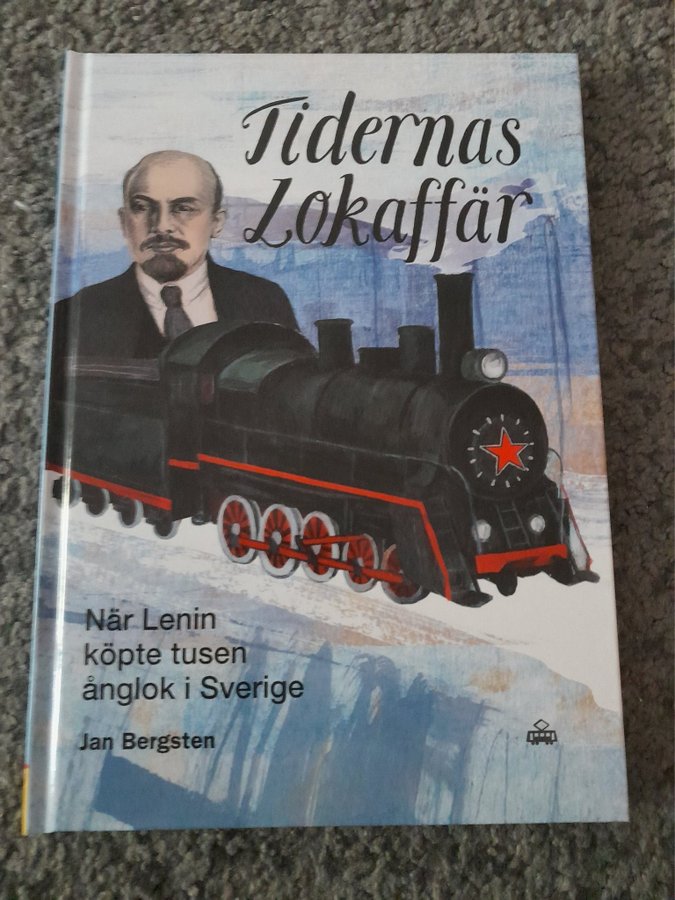 Tidernas
Lokaffär
När Lenin
köpte tusen
ånglok i Sverige
Jan Bergsten